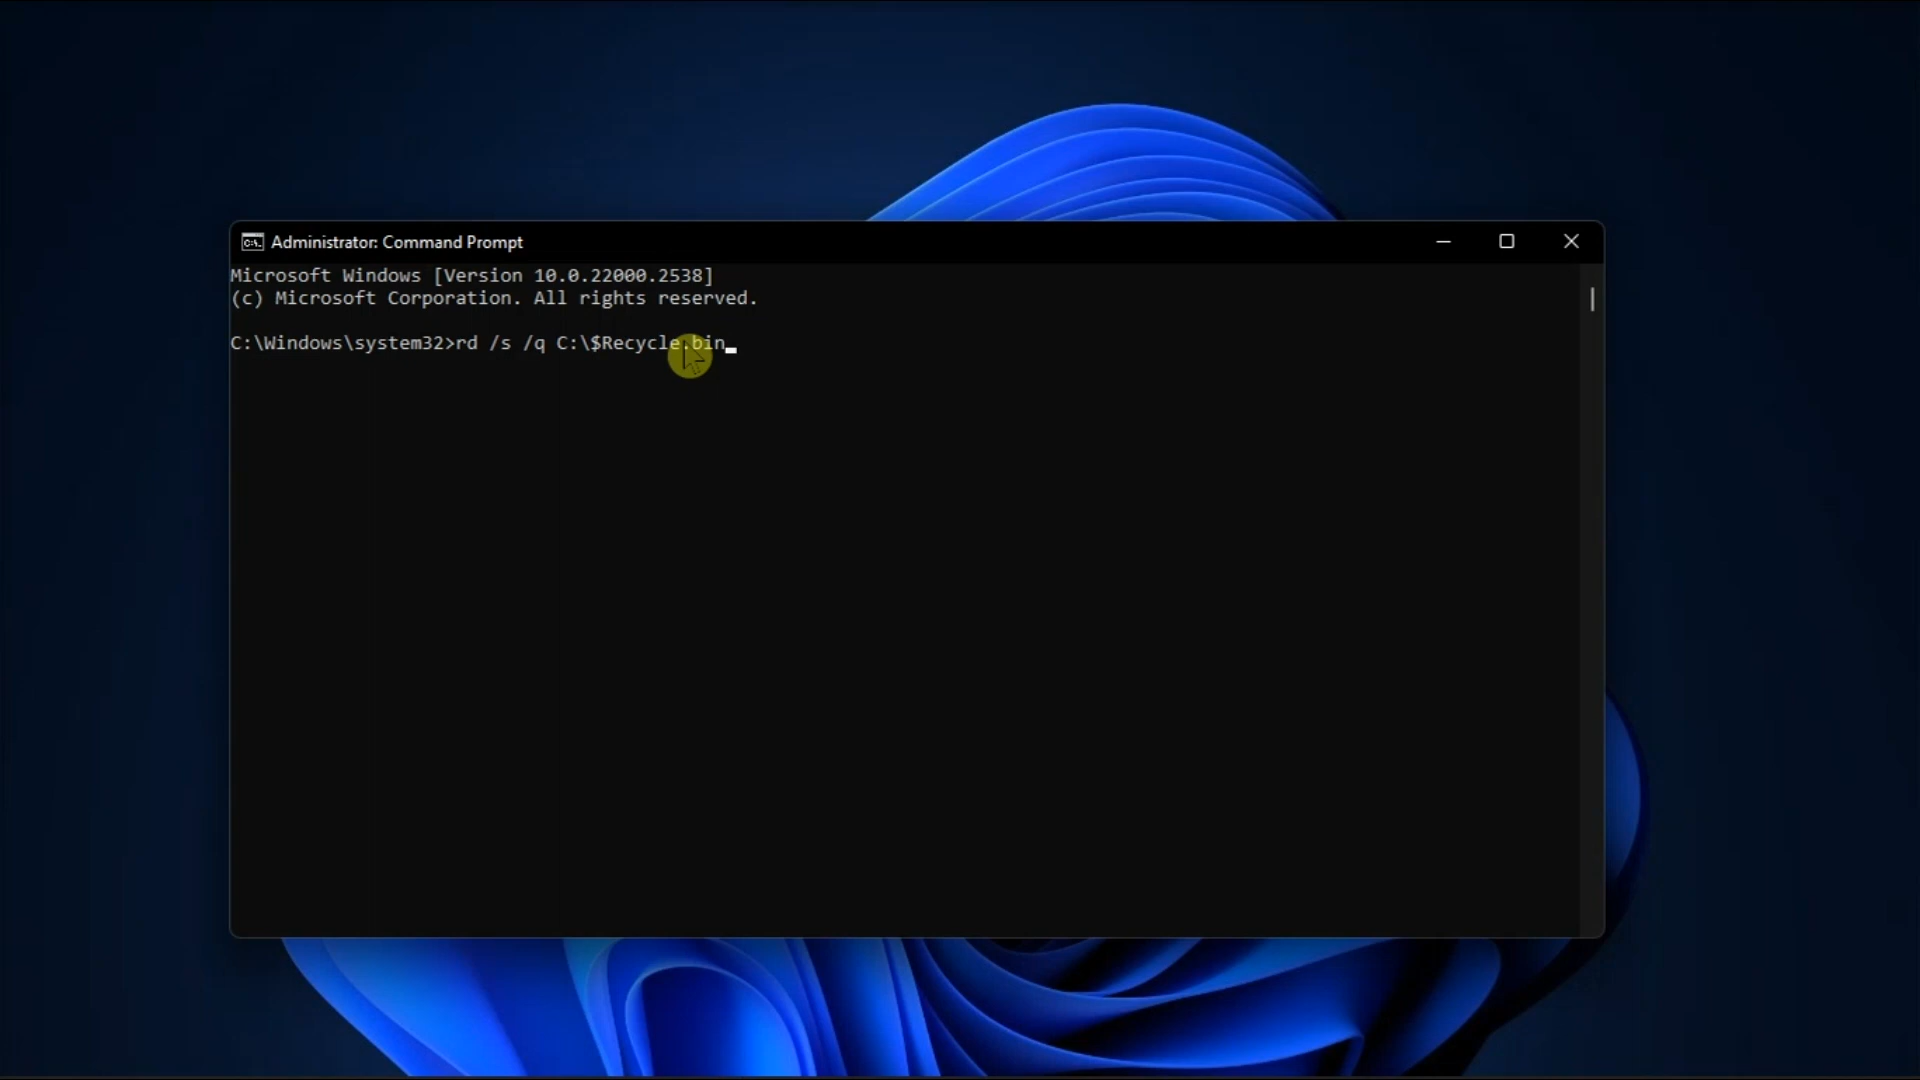 Administrator: Command Prompt
Microsoft Windows [Version 10.0.22000.2538]
(c) Microsoft Corporation. All rights reserved.
C:\Windows\system32>rd /s /q C:\$Recycle.bin